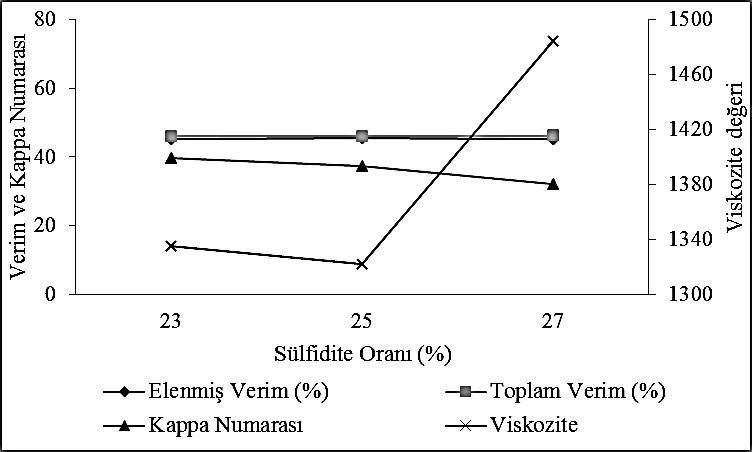 80
60
40
20
0
Verim ve Kappa Numarası
1500
1460
1420
1380
1340
1300
Viskozite değeri
23 25 27
Sülfidite Oranı (%)
Elenmiş Verim (%) Toplam Verim (%)
Kappa Numarası Viskozite